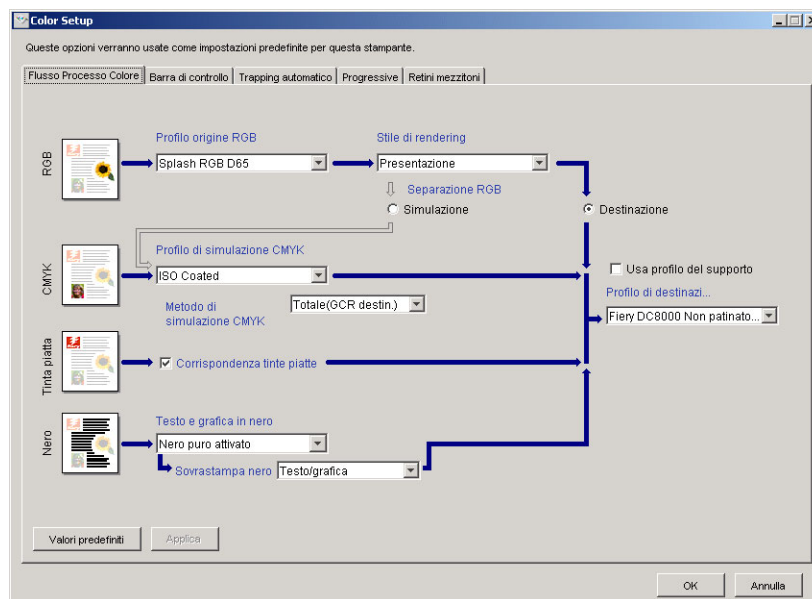 Color Setup
Queste opzioni verranno usate come impostazioni predefinite per questa stampante.
Flusso Processo Colore
Barra di controllo
Trapping automatico
Progressive
Retini mezzitoni
RGB
Profilo origine RGB
Splash RGB D65
Stile di rendering
Presentazione
Separazione RGB
Simulazione
Destinazione
CMYK
Profilo di simulazione CMYK
ISO Coated
Metodo di
simulazione CMYK
Totale(GCR destin.)
Usa profilo del supporto
Profilo di destinazi...
Fiery DC8000 Non patinato...
Tinta piatta
Corrispondenza tinte piatte
Nero
Testo e grafica in nero
Nero puro attivato
Sovrastampa nero
Testo/grafica
Valori predefiniti
Applica
OK
Annulla